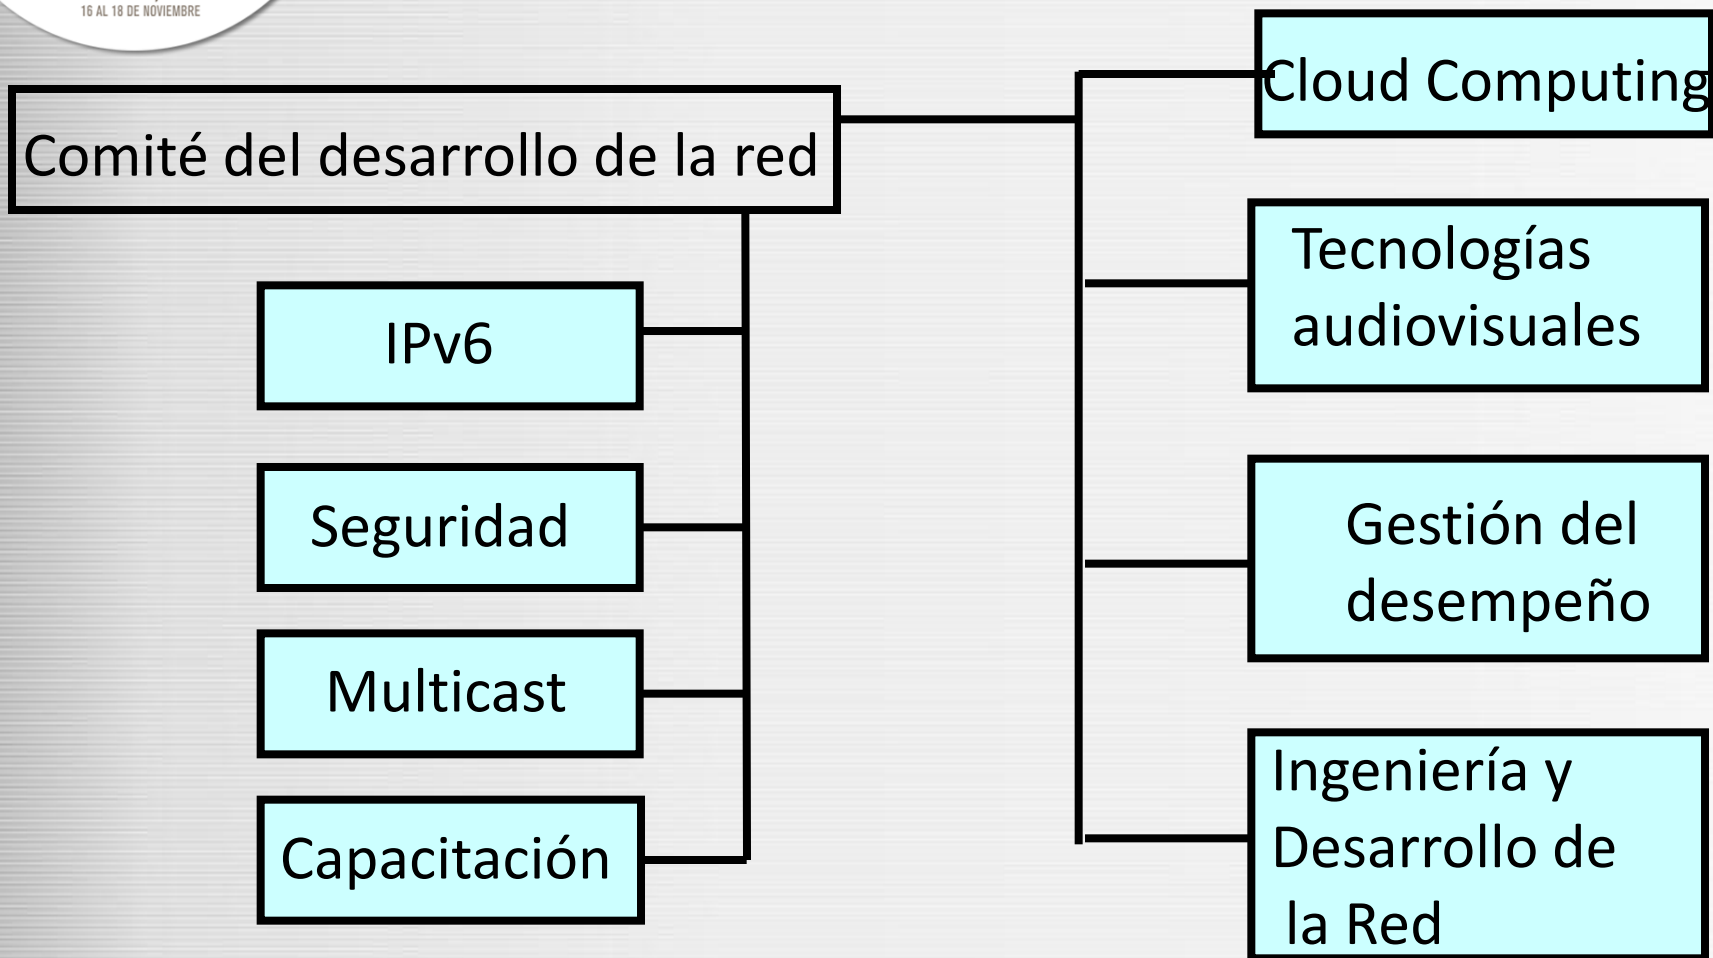 16 AL 18 DE NOVIEMBRE
Comité del desarrollo de la red
IPv6
Seguridad
Multicast
Capacitación
Cloud Computing
Tecnologías
audiovisuales
Gestión del
desempeño
Ingeniería y
Desarrollo de
la Red